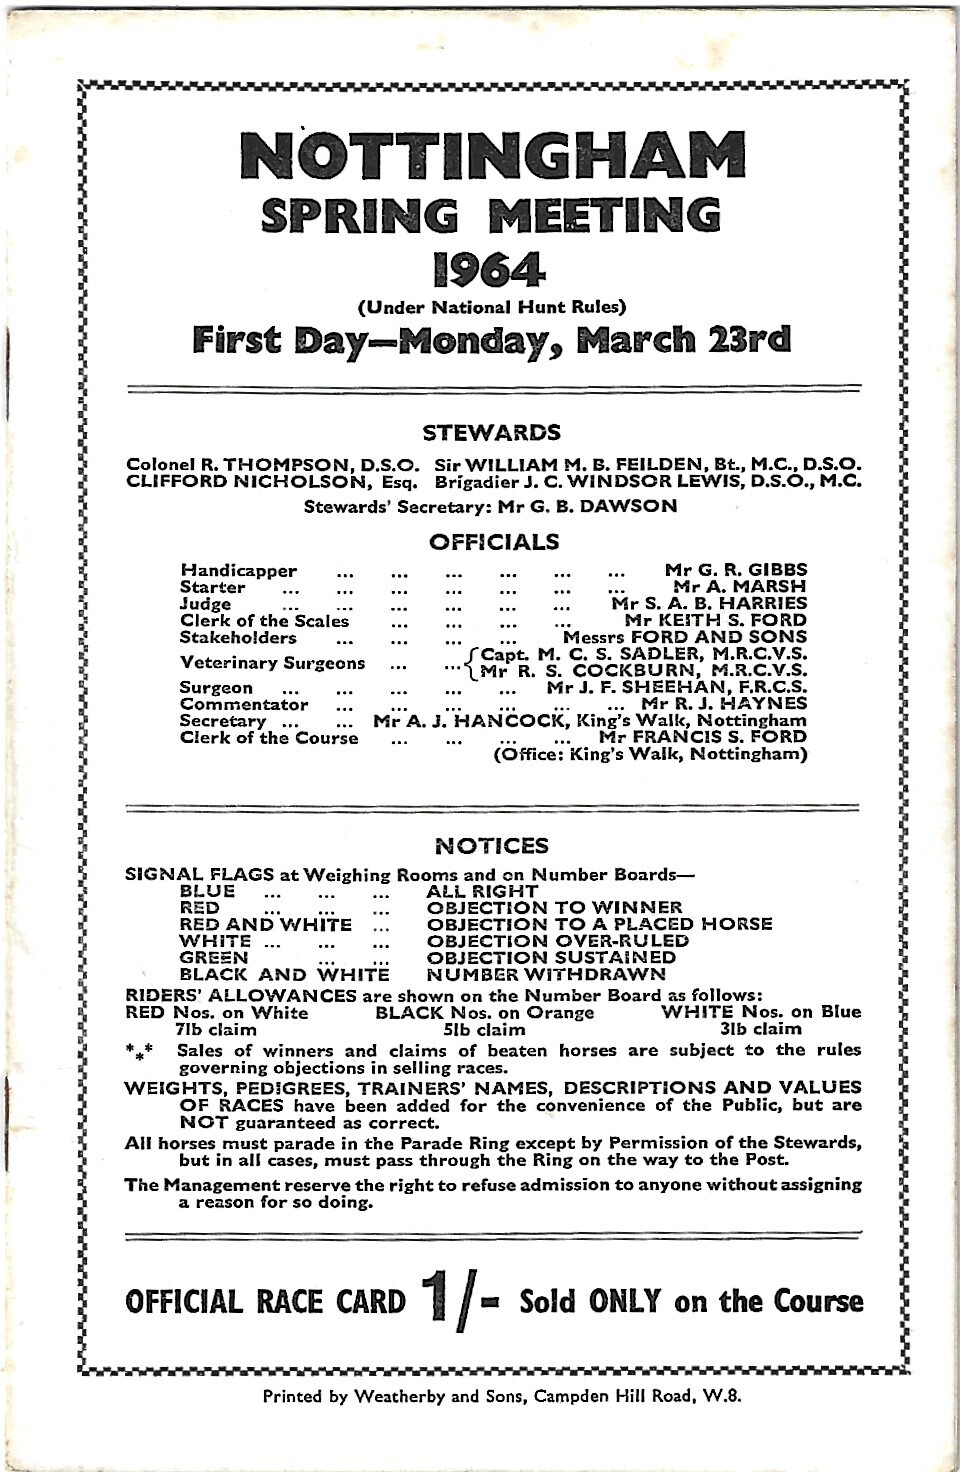 NOTTINGHAM
SPRING MEETING
1964
(Under National Hunt Rules)
First Day—Monday, March 23rd
STEWARDS
Colonel R. THOMPSON, D.S.O. Sir WILLIAM M. B. FEILDEN, Bt., M.C., D.S.O.
CLIFFORD NICHOLSON, Esq. Brigadier J. C. WINDSOR LEWIS, D.S.O., M.C.
Stewards' Secretary: Mr G. B. DAWSON
OFFICIALS
Handicapper ... ... ... ... ... ... Mr G. R. GIBBS
Starter ... ... ... ... ... ... ... Mr A. MARSH
Judge ... ... ... ... ... ... Mr S. A. B. HARRIES
Clerk of the Scales ... ... ... ... Mr KEITH S. FORD
Stakeholders ... ... ... ... Messrs FORD AND SONS
Veterinary Surgeons ... ... { Capt. M. C. S. SADLER, M.R.C.V.S.
Mr R. S. COCKBURN, M.R.C.V.S.
Surgeon ... ... ... ... ... Mr J. F. SHEEHAN, F.R.C.S.
Commentator ... ... ... ... ... ... Mr R. J. HAYNES
Secretary ... ... Mr A. J. HANCOCK, King's Walk, Nottingham
Clerk of the Course ... ... ... ... Mr FRANCIS S. FORD
(Office: King's Walk, Nottingham)
NOTICES
SIGNAL FLAGS at Weighing Rooms and on Number Boards—
BLUE ... ... ... ALL RIGHT
RED ... ... ... OBJECTION TO WINNER
RED AND WHITE ... OBJECTION TO A PLACED HORSE
WHITE ... ... ... OBJECTION OVER-RULED
GREEN ... ... OBJECTION SUSTAINED
BLACK AND WHITE NUMBER WITHDRAWN
RIDERS' ALLOWANCES are shown on the Number Board as follows:
RED Nos. on White BLACK Nos. on Orange WHITE Nos. on Blue
7lb claim 5lb claim 3lb claim
*** Sales of winners and claims of beaten horses are subject to the rules
governing objections in selling races.
WEIGHTS, PEDIGREES, TRAINERS' NAMES, DESCRIPTIONS AND VALUES
OF RACES have been added for the convenience of the Public, but are
NOT guaranteed as correct.
All horses must parade in the Parade Ring except by Permission of the Stewards,
but in all cases, must pass through the Ring on the way to the Post.
The Management reserve the right to refuse admission to anyone without assigning
a reason for so doing.
OFFICIAL RACE CARD 1/- Sold ONLY on the Course
Printed by Weatherby and Sons, Campden Hill Road, W.8.